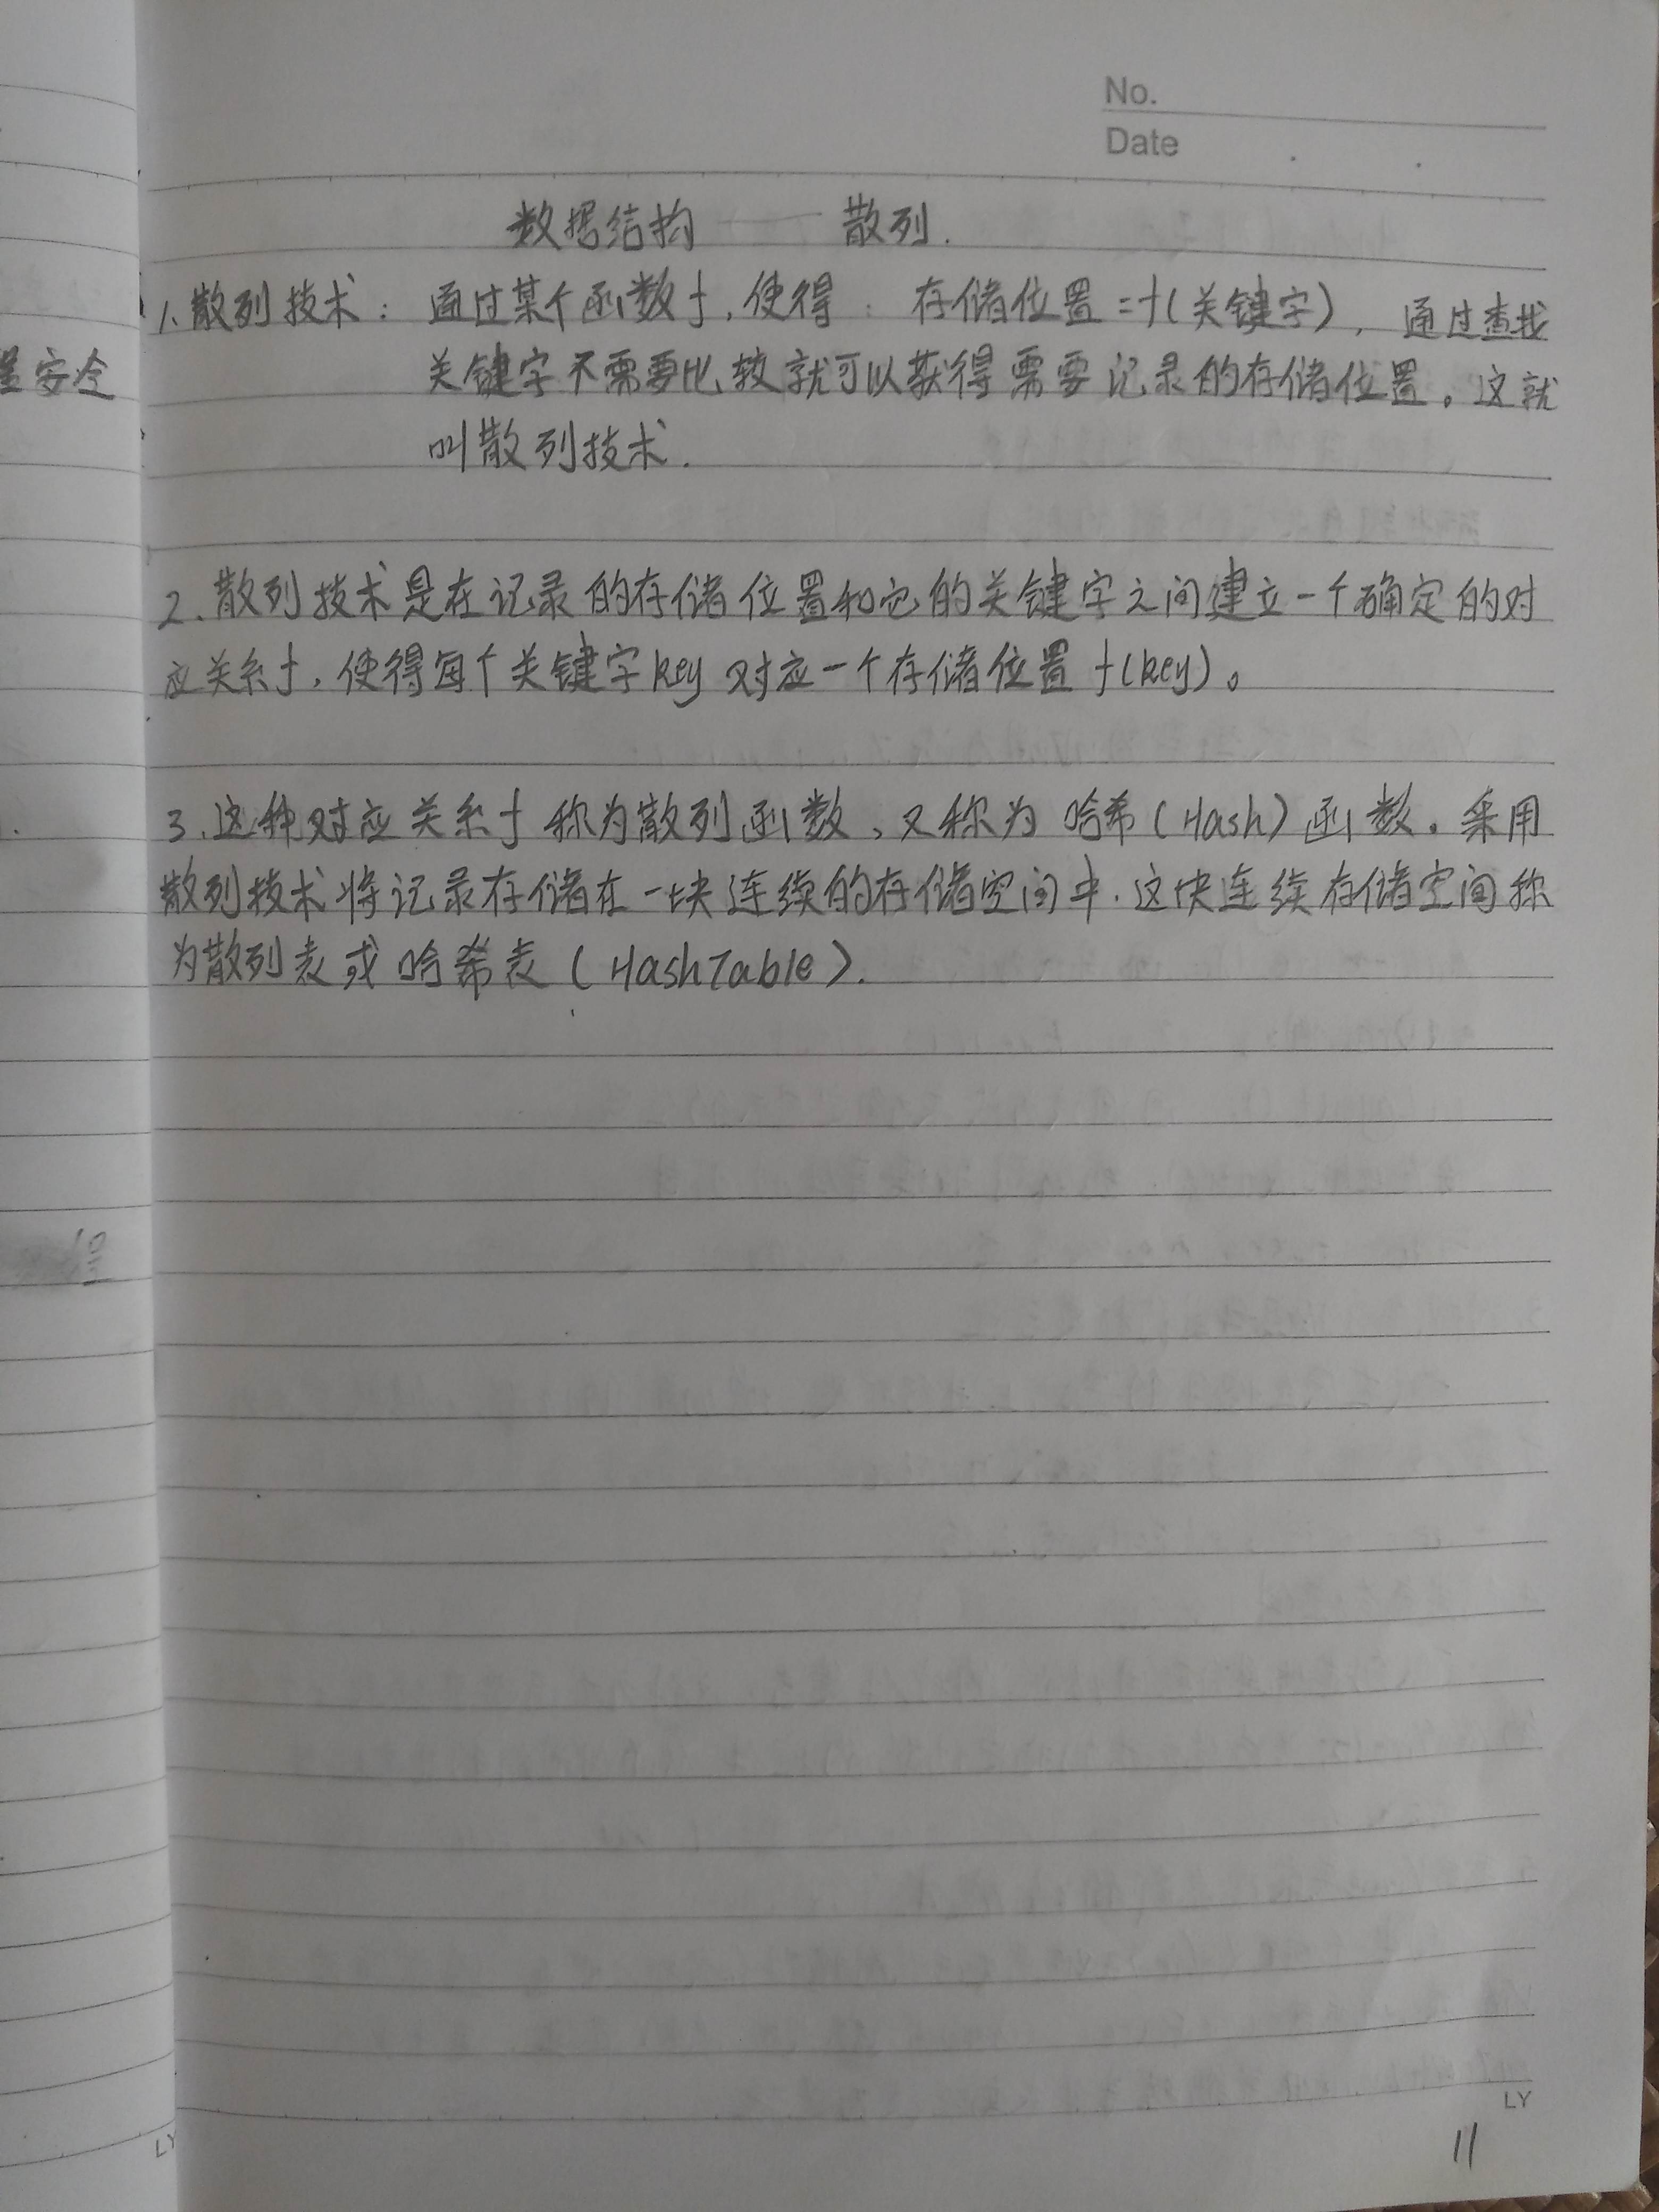 No.
Date
数据结构 —— 散列.
1.散列技术：通过某个函数f,使得：存储位置=f(关键字)，通过查找
关键字不需要比较就可以获得需要记录的存储位置。这就
叫散列技术.
2.散列技术是在记录的存储位置和它的关键字之间建立一个确定的对
应关系f,使得每个关键字key对应一个存储位置f(key)。
3.这种对应关系f称为散列函数、又称为哈希(Hash)函数。采用
散列技术将记录存储在一块连续的存储空间中.这块连续存储空间称
为散列表或哈希表(HashTable).
LY
11
安全
LY